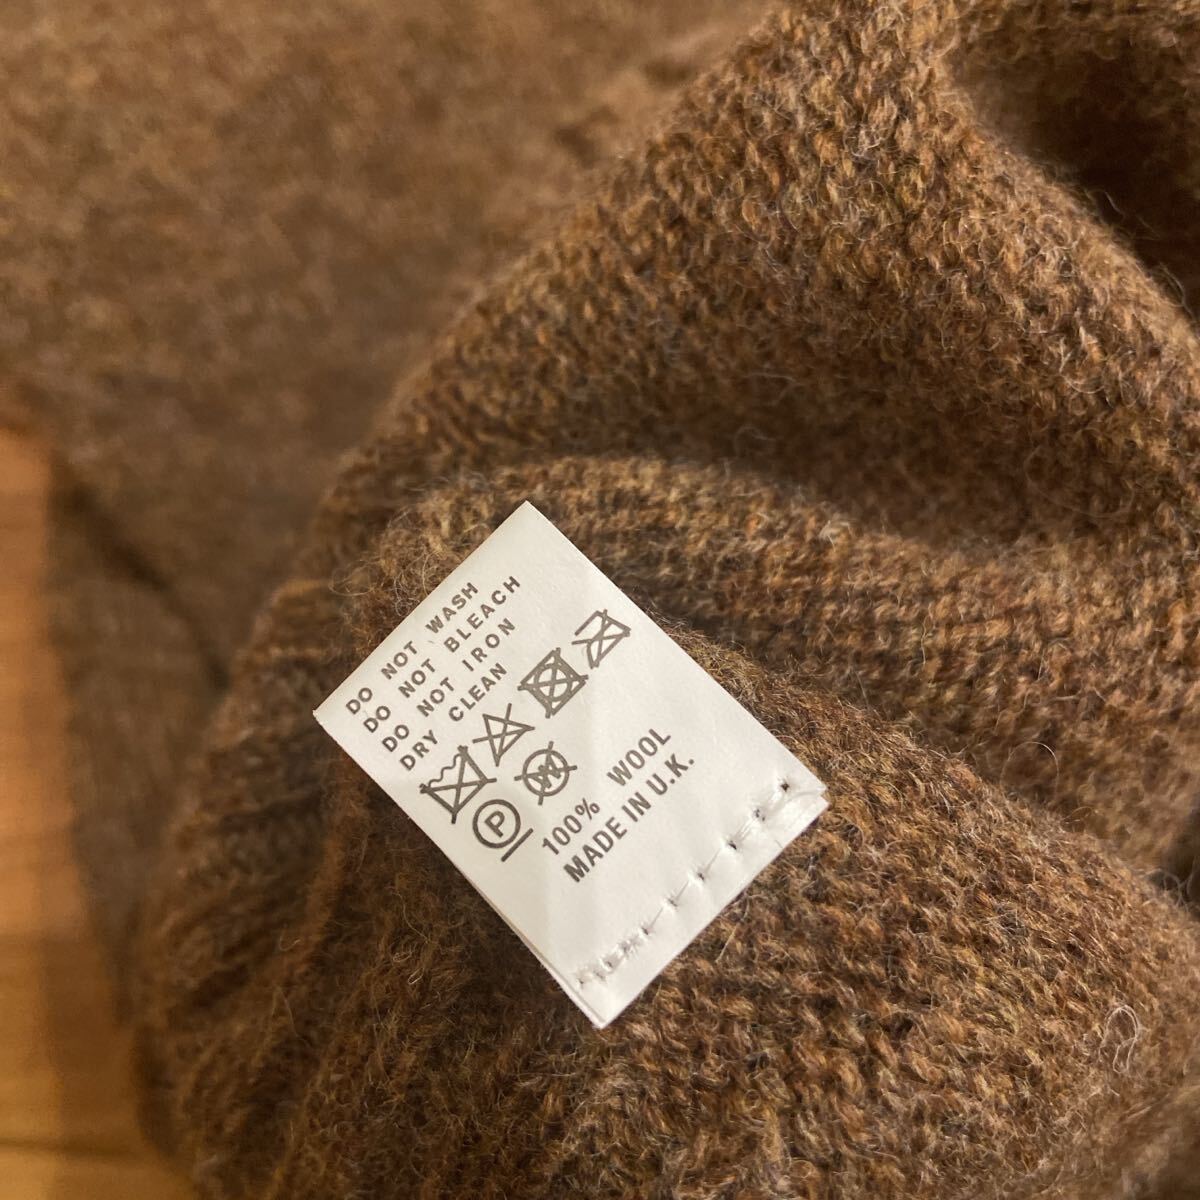 DO NOT WASH
DO NOT BLEACH
DO NOT IRON
DRY CLEAN
W
P
100% WOOL
MADE IN U.K.